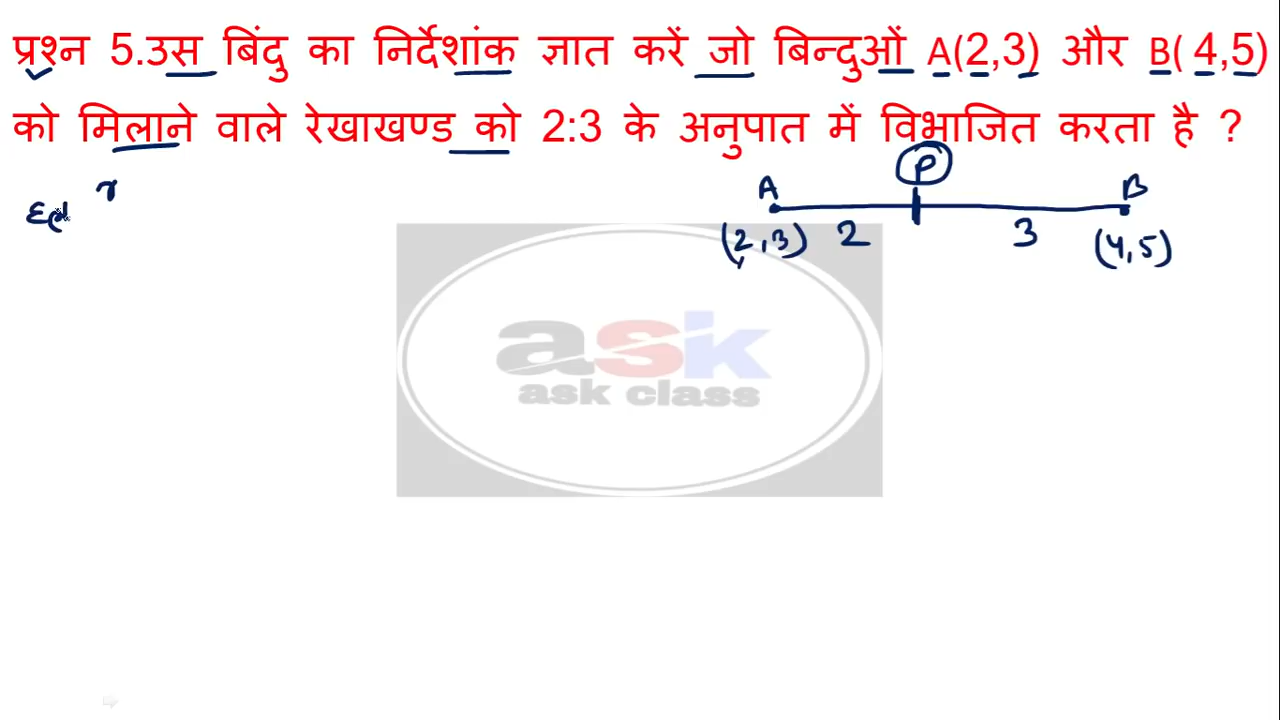 प्रश्न 5.उस बिंदु का निर्देशांक ज्ञात करें जो बिन्दुओं A(2,3) और B( 4,5)
को मिलाने वाले रेखाखण्ड को 2:3 के अनुपात में विभाजित करता है ?
P
A B
(2,3) 2 3 (4,5)
ask
ask class